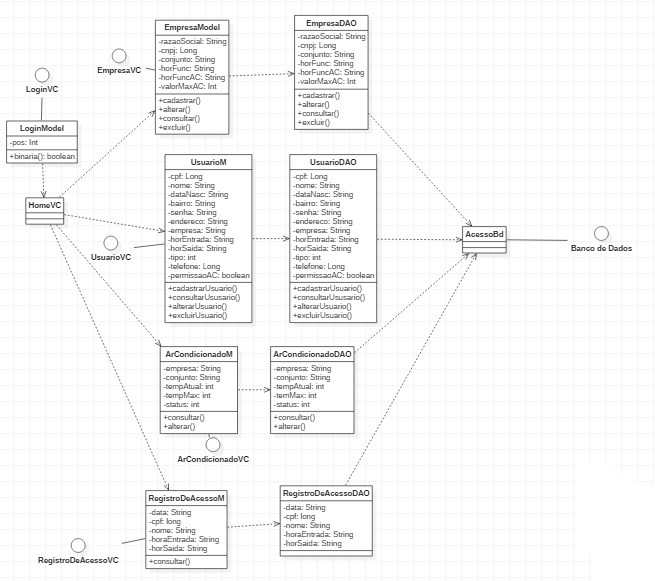 EmpresaModel
-razaoSocial: String
-cnpj: Long
-conjunto: String
-horFunc: String
-horFuncAC: String
-valorMaxAC: Int
+cadastrar()
+alterar()
+consultar()
+excluir()
EmpresaDAO
-razaoSocial: String
-cnpj: Long
-conjunto: String
-horFunc: String
-horFuncAC: String
-valorMaxAC: Int
+cadastrar()
+alterar()
+consultar()
+excluir()
EmpresaVC
LoginVC
LoginModel
-pos: Int
+binaria(): boolean
HomeVC
UsuarioM
-cpf: Long
-nome: String
-dataNasc: String
-bairro: String
-senha: String
-endereco: String
-empresa: String
-horEntrada: String
-horSaida: String
-tipo: int
-telefone: Long
-permissaoAC: boolean
+cadastrarUsuario()
+consultarUsusario()
+alterarUsuario()
+excluirUsuario()
UsuarioDAO
-cpf: Long
-nome: String
-dataNasc: String
-bairro: String
-senha: String
-endereco: String
-empresa: String
-horEntrada: String
-horSaida: String
-tipo: int
-telefone: Long
-permissaoAC: boolean
+cadastrarUsuario()
+consultarUsusario()
+alterarUsuario()
+excluirUsuario()
UsuarioVC
AcessoBd
Banco de Dados
ArCondicionadoM
-empresa: String
-conjunto: String
-tempAtual: int
-tempMax: int
-status: int
+consultar()
+alterar()
ArCondicionadoDAO
-empresa: String
-conjunto: String
-tempAtual: int
-temMax: int
-status: int
+consultar()
+alterar()
ArCondicionadoVC
RegistroDeAcessoM
-data: String
-cpf: long
-nome: String
-horaEntrada: String
-horSaida: String
+consultar()
RegistroDeAcessoDAO
-data: String
-cpf: long
-nome: String
-horaEntrada: String
-horSaida: String
RegistroDeAcessoVC